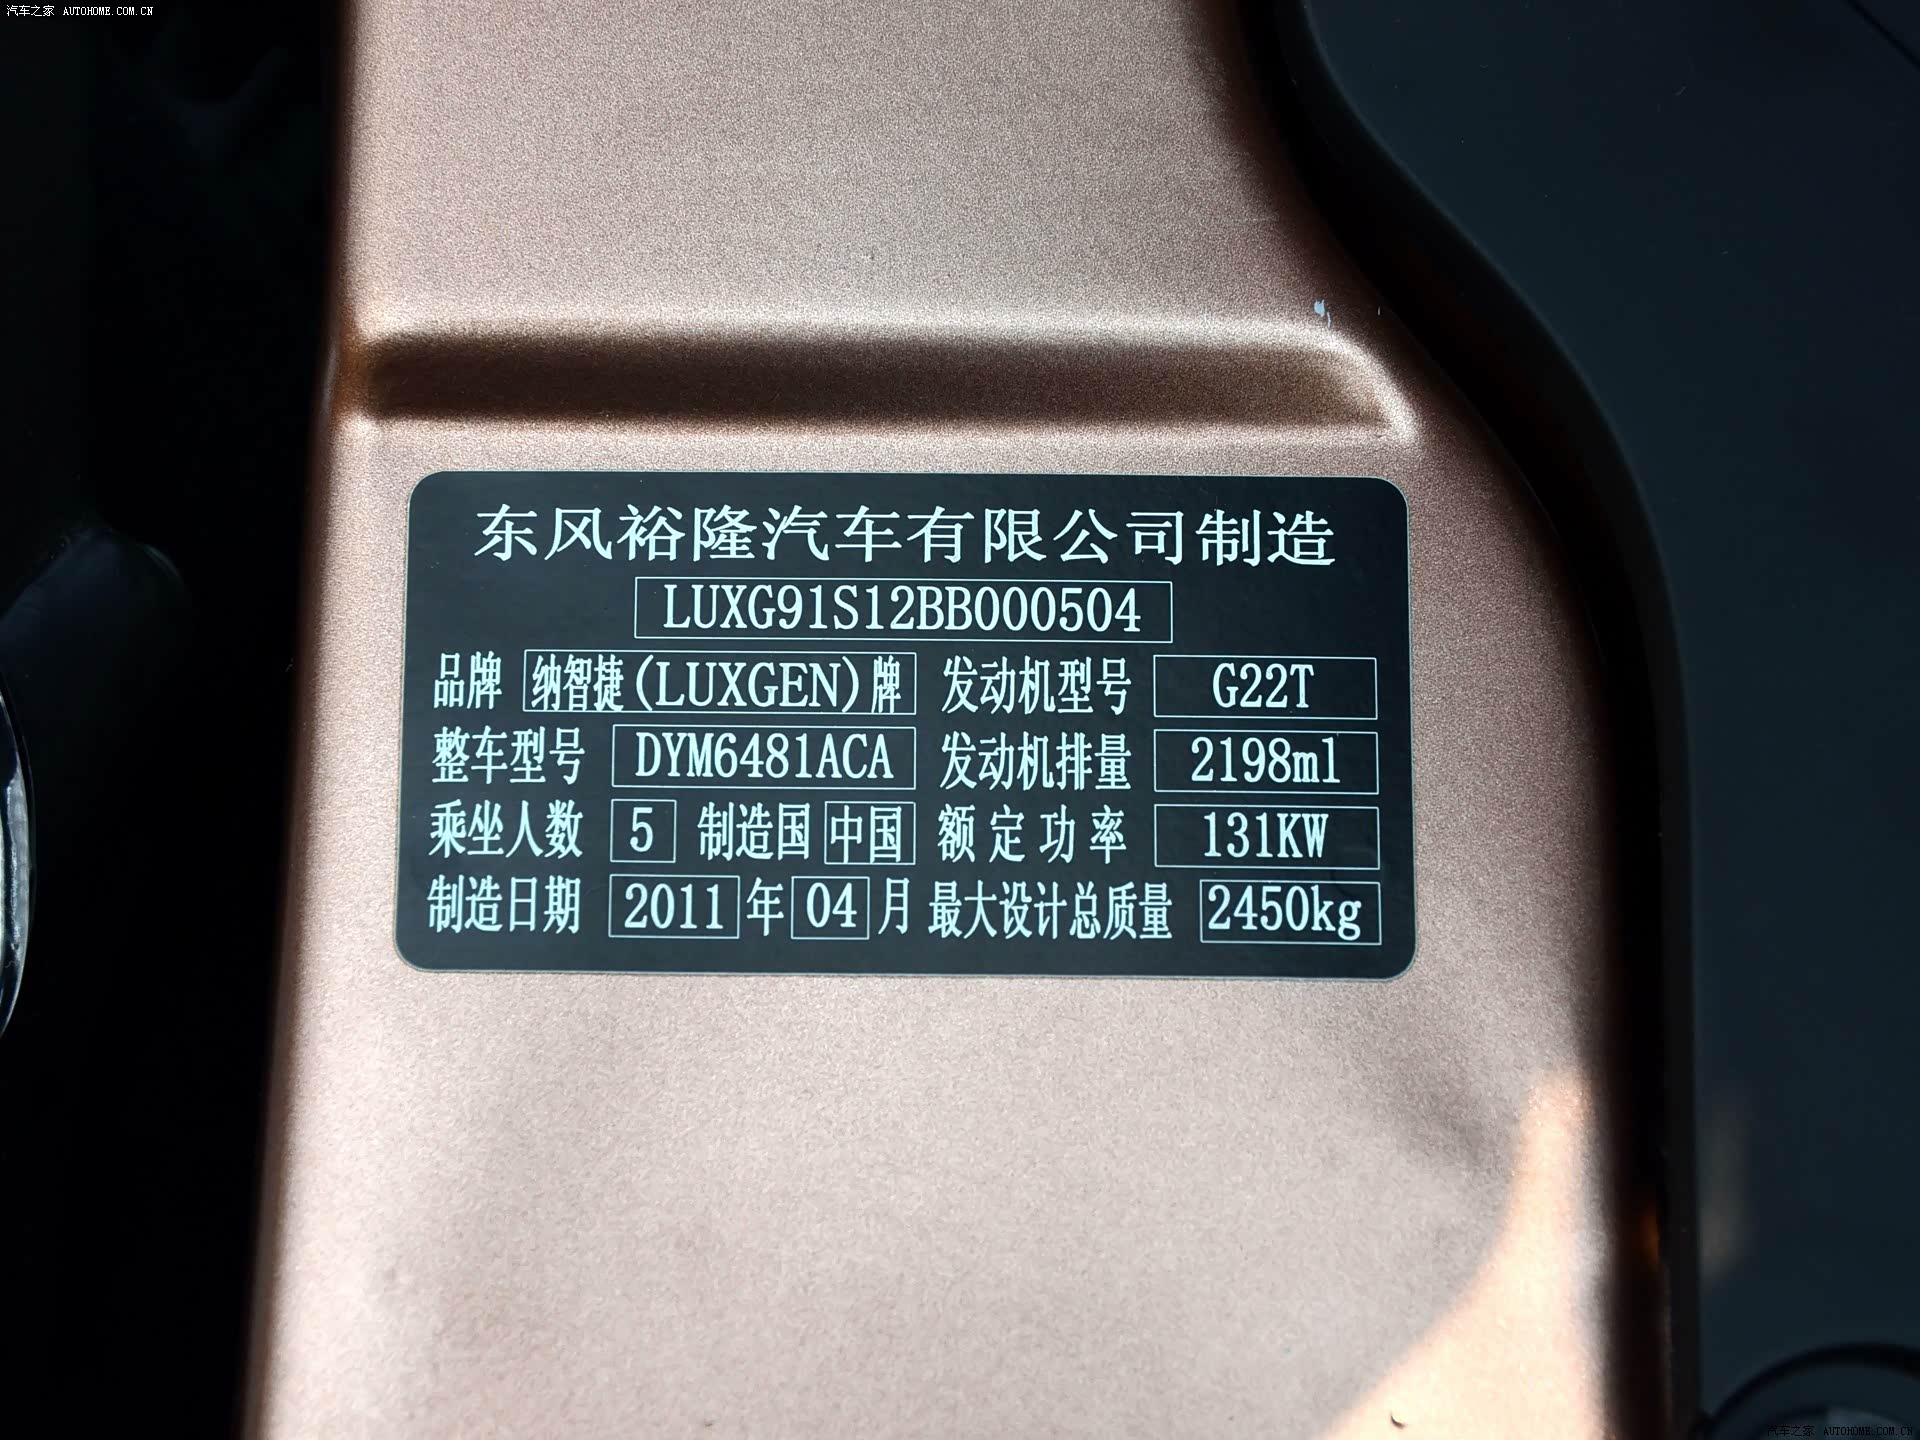 汽车之家 AUTOHOME.COM.CN
东风裕隆汽车有限公司制造
LUXG91S12BB000504
品牌 纳智捷(LUXGEN)牌 发动机型号 G22T
整车型号 DYM6481ACA 发动机排量 2198ml
乘坐人数 5 制造国 中国 额定功率 131KW
制造日期 2011 年 04 月 最大设计总质量 2450kg
汽车之家 AUTOHOME.COM.CN